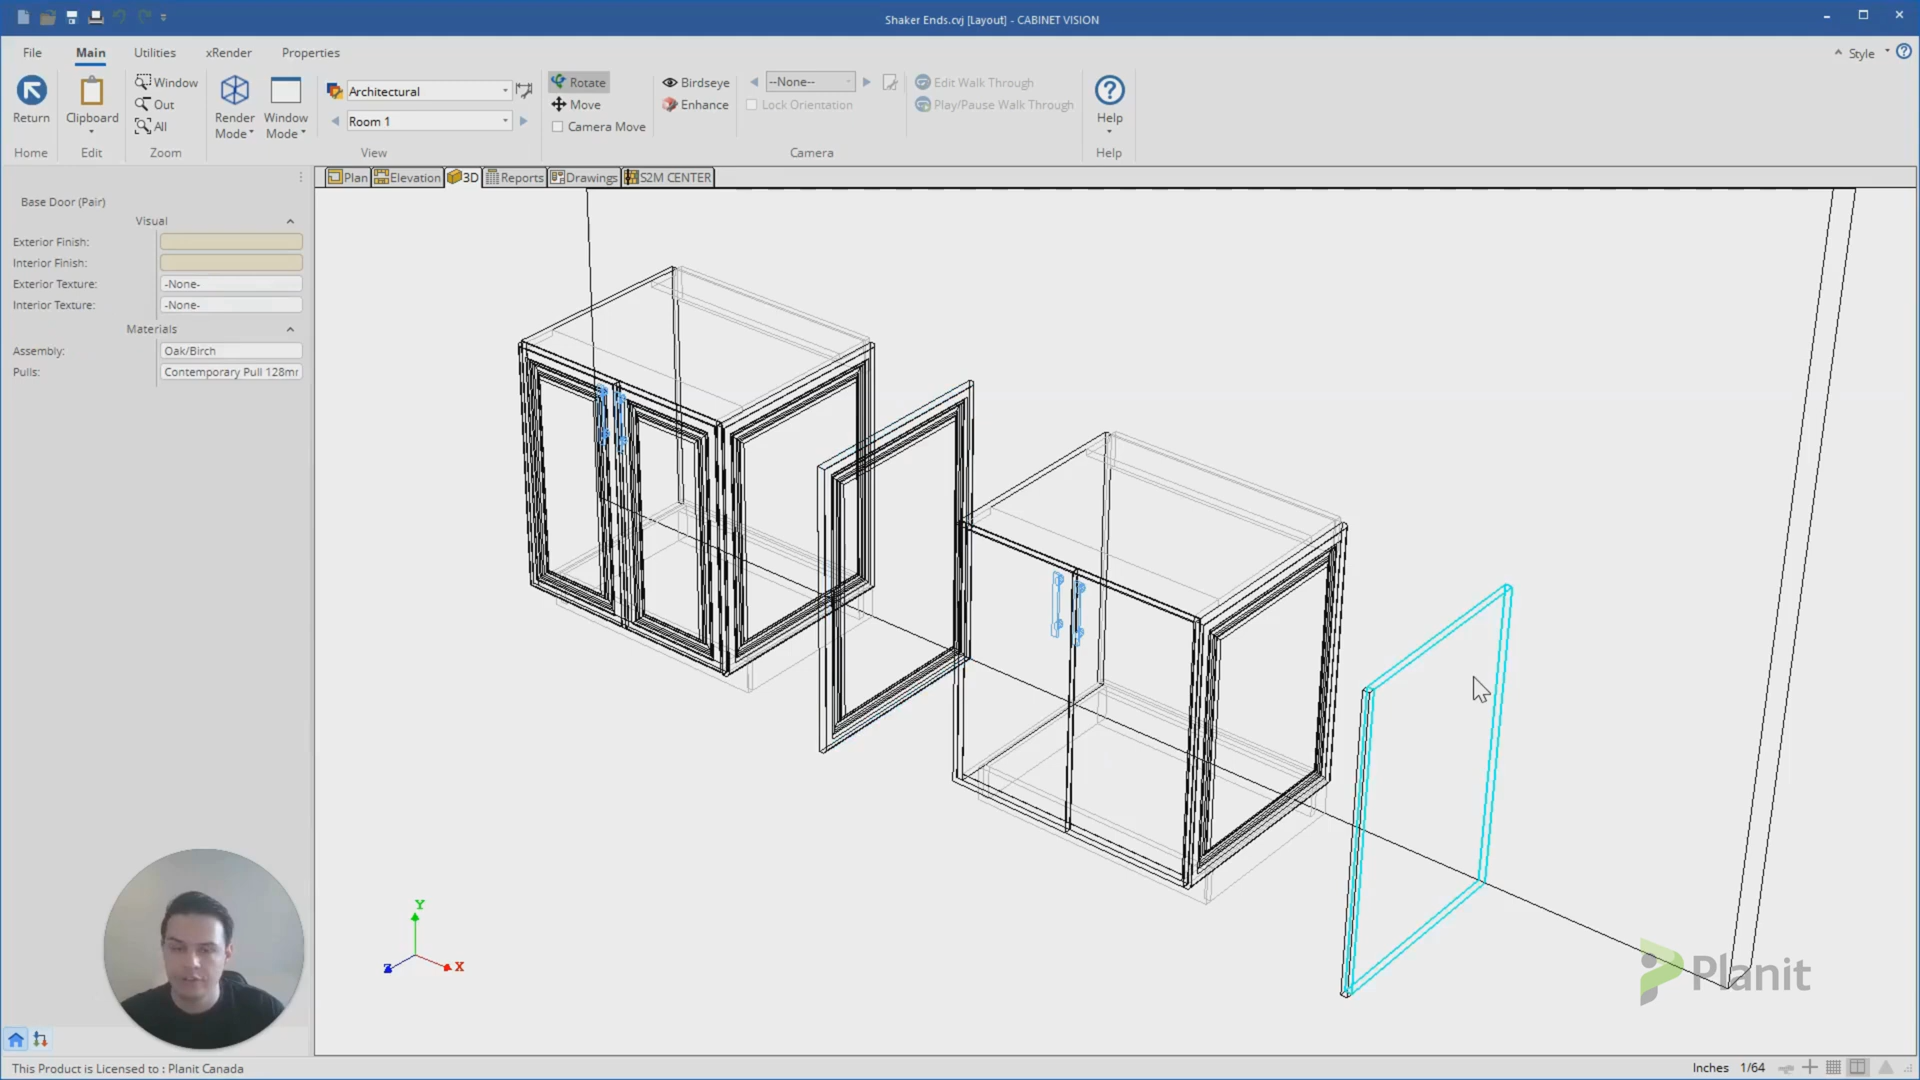 Shaker Ends.cvj [Layout] - CABINET VISION
File
Main
Utilities
xRender
Properties
Style
Return
Home
Clipboard
Edit
Window
Out
All
Zoom
Render
Mode
Window
Mode
Architectural
Room 1
View
Rotate
Move
Camera Move
Birdseye
Enhance
--None--
Lock Orientation
Edit Walk Through
Play/Pause Walk Through
Camera
Help
Help
Plan
Elevation
3D
Reports
Drawings
S2M CENTER
Base Door (Pair)
Visual
Exterior Finish:
Interior Finish:
Exterior Texture: -None-
Interior Texture: -None-
Materials
Assembly: Oak/Birch
Pulls: Contemporary Pull 128mm
Y
Z
X
Planit
This Product is Licensed to : Planit Canada
Inches 1/64